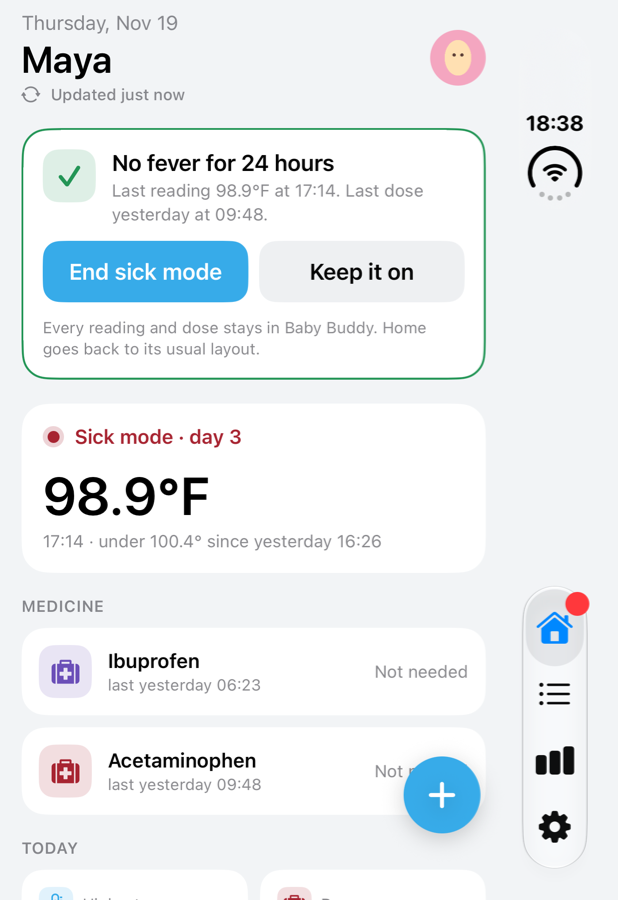 Thursday, Nov 19
Maya
Updated just now
18:38
No fever for 24 hours
Last reading 98.9°F at 17:14. Last dose
yesterday at 09:48.
End sick mode
Keep it on
Every reading and dose stays in Baby Buddy. Home
goes back to its usual layout.
Sick mode · day 3
98.9°F
17:14 · under 100.4° since yesterday 16:26
MEDICINE
Ibuprofen
last yesterday 06:23
Not needed
Acetaminophen
last yesterday 09:48
Not
TODAY